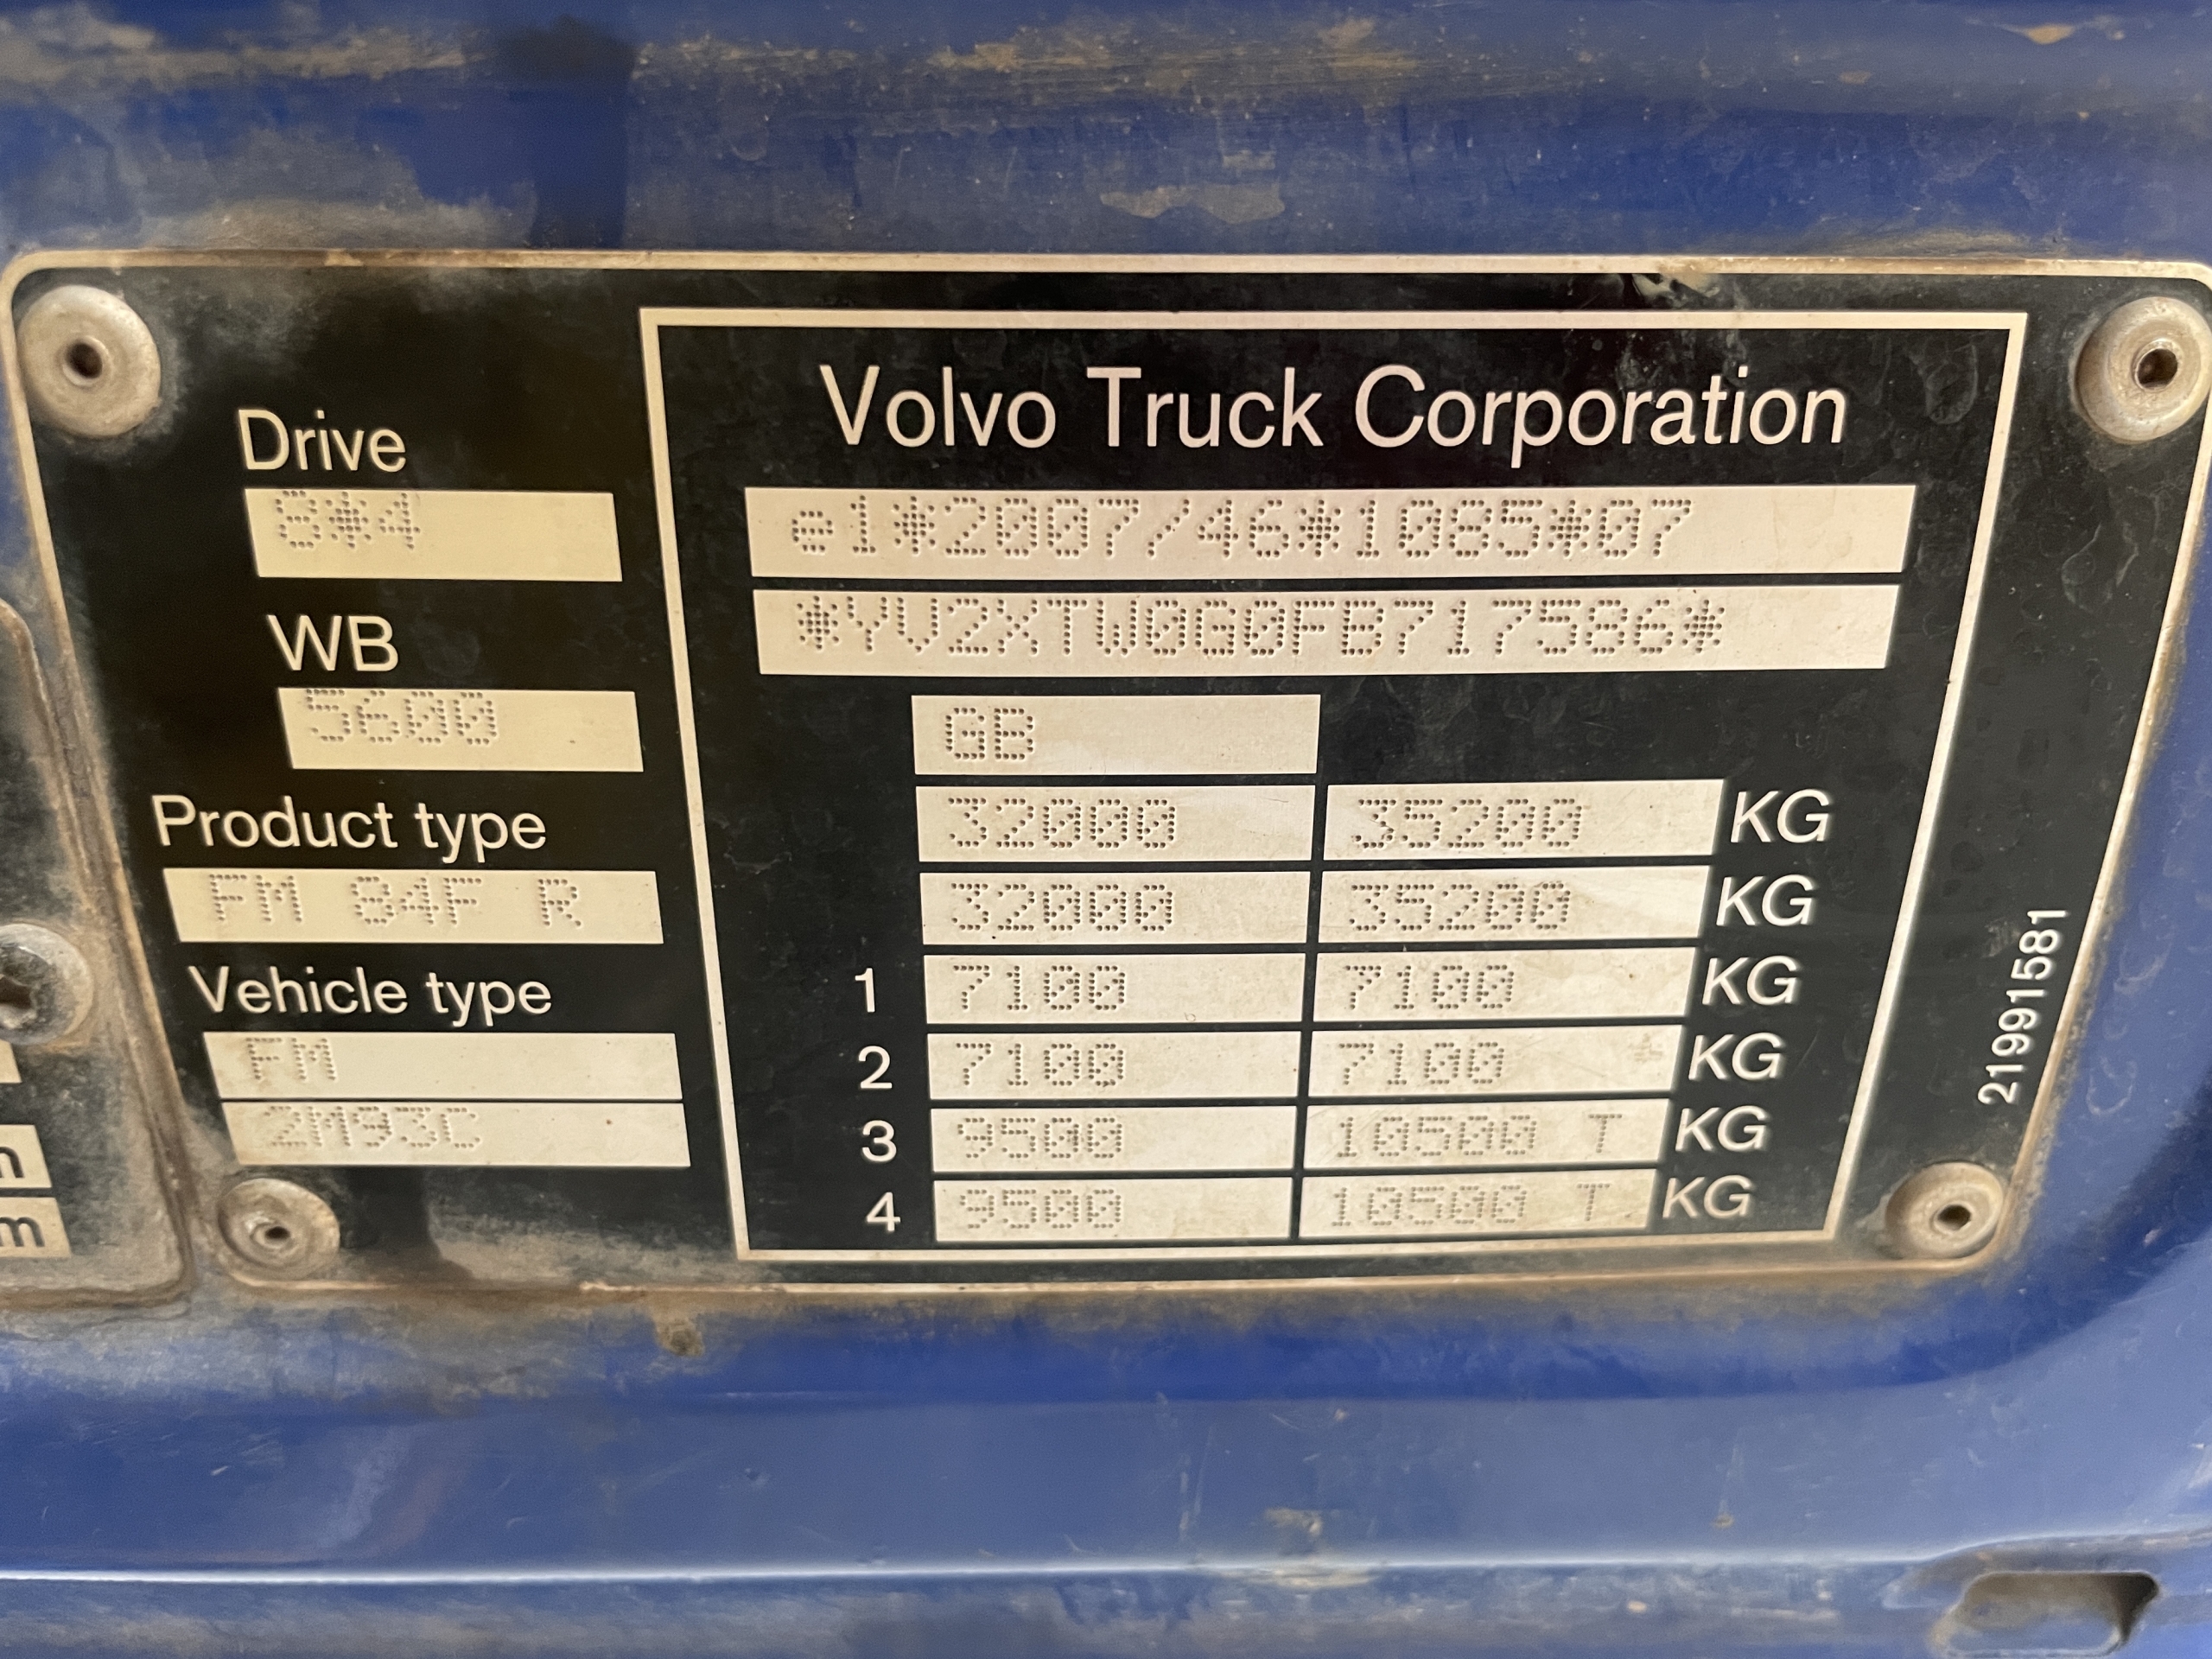 Drive
8*4
WB
5600
Product type
FM 84F R
Vehicle type
FM
2M93C
Volvo Truck Corporation
e1*2007/46*1085*07
*YV2XTW0G0FB717586*
GB
32000 35200 KG
32000 35200 KG
1 7100 7100 KG
2 7100 7100 KG
3 9500 10500 T KG
4 9500 10500 T KG
21991581
m